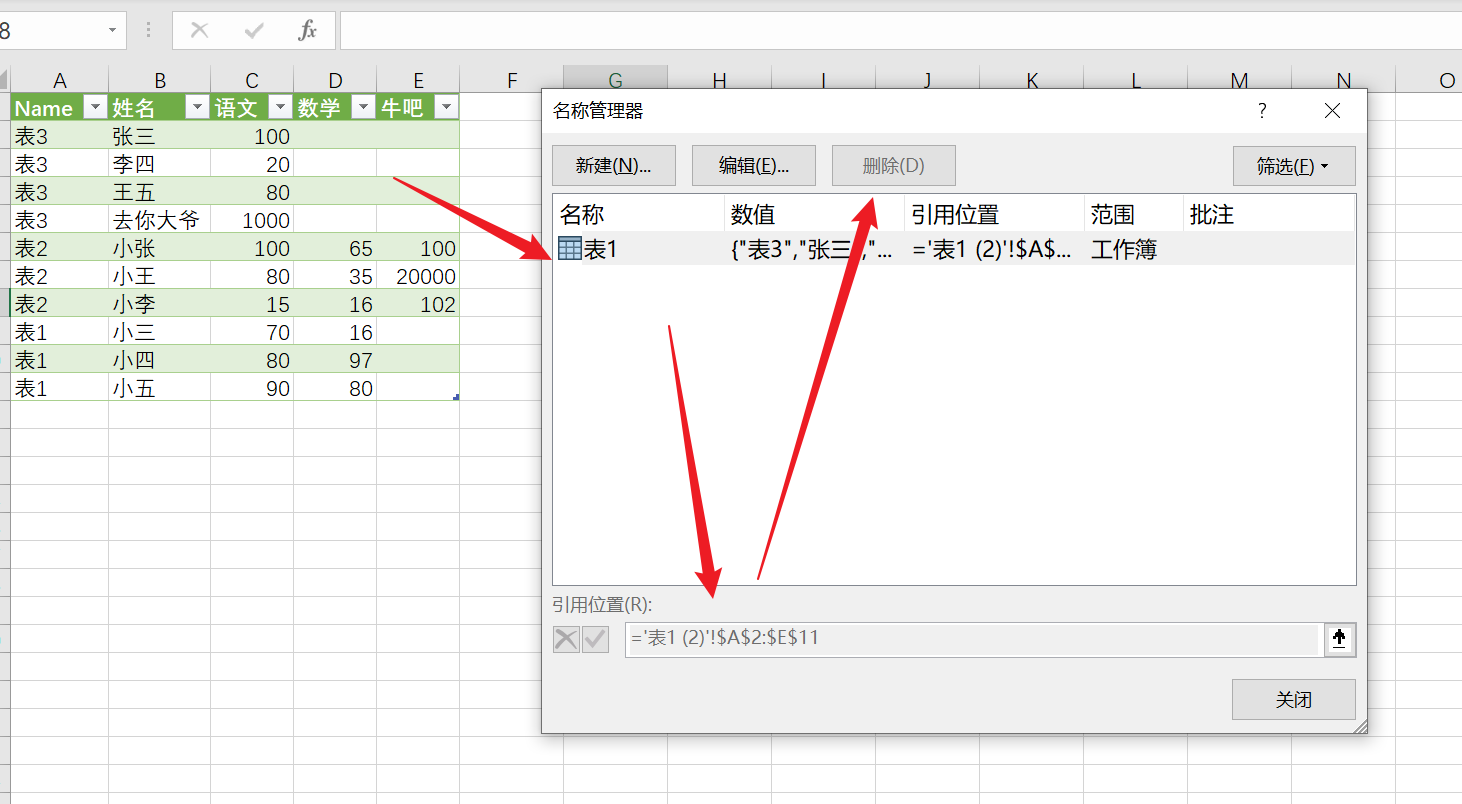 8 fx
A B C D E F G H I J K L M N O
Name 姓名 语文 数学 牛吧
表3 张三 100
表3 李四 20
表3 王五 80
表3 去你大爷 1000
表2 小张 100 65 100
表2 小王 80 35 20000
表2 小李 15 16 102
表1 小三 70 16
表1 小四 80 97
表1 小五 90 80
名称管理器 ?
新建(N)... 编辑(E)... 删除(D) 筛选(F)
名称 数值 引用位置 范围 批注
表1 {"表3","张三","... ='表1 (2)'!$A$... 工作簿
引用位置(R):
='表1 (2)'!$A$2:$E$11
关闭